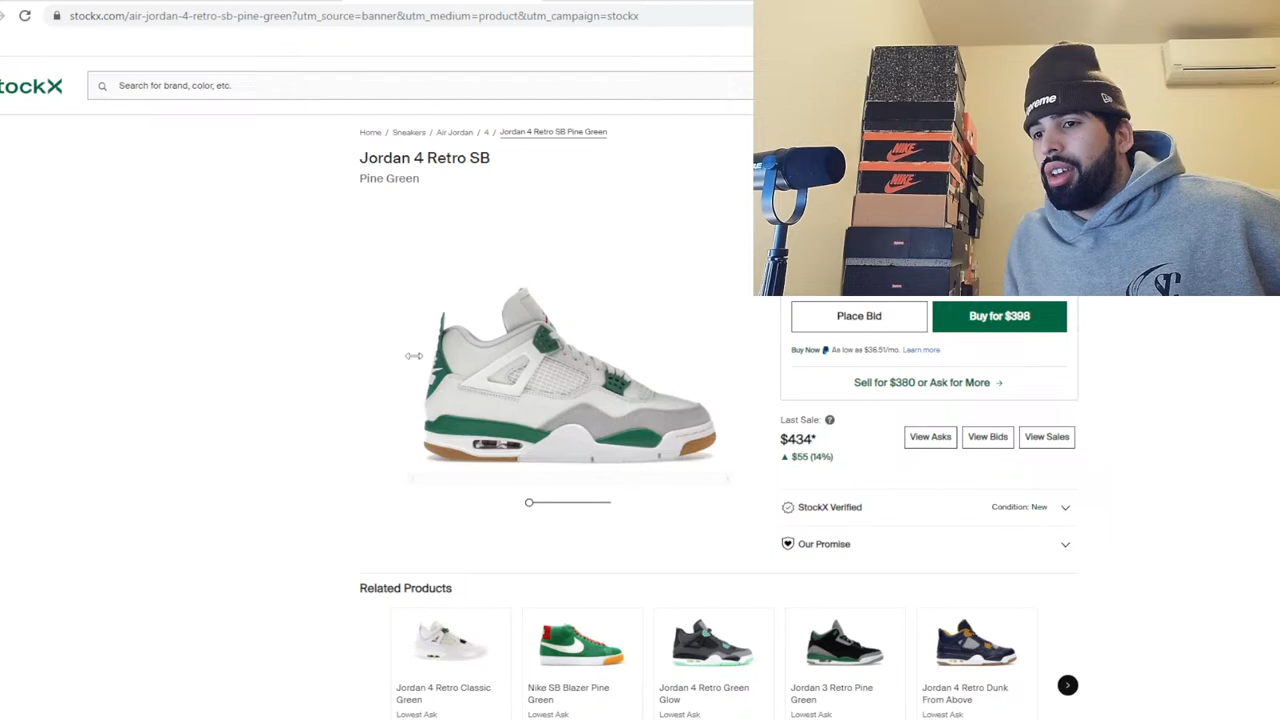 stockx.com/air-jordan-4-retro-sb-pine-green?utm_source=banner&utm_medium=product&utm_campaign=stockx
tockX
Search for brand, color, etc.
Home / Sneakers / Air Jordan / 4 / Jordan 4 Retro SB Pine Green
Jordan 4 Retro SB
Pine Green
preme
NIKE
NIKE
Place Bid
Buy for $398
Buy Now As low as $36.51/mo. Learn more
Sell for $380 or Ask for More →
Last Sale: ?
$434*
▲ $55 (14%)
View Asks
View Bids
View Sales
StockX Verified
Condition: New
Our Promise
Related Products
Jordan 4 Retro Classic
Green
Lowest Ask
Nike SB Blazer Pine
Green
Lowest Ask
Jordan 4 Retro Green
Glow
Lowest Ask
Jordan 3 Retro Pine
Green
Lowest Ask
Jordan 4 Retro Dunk
From Above
Lowest Ask